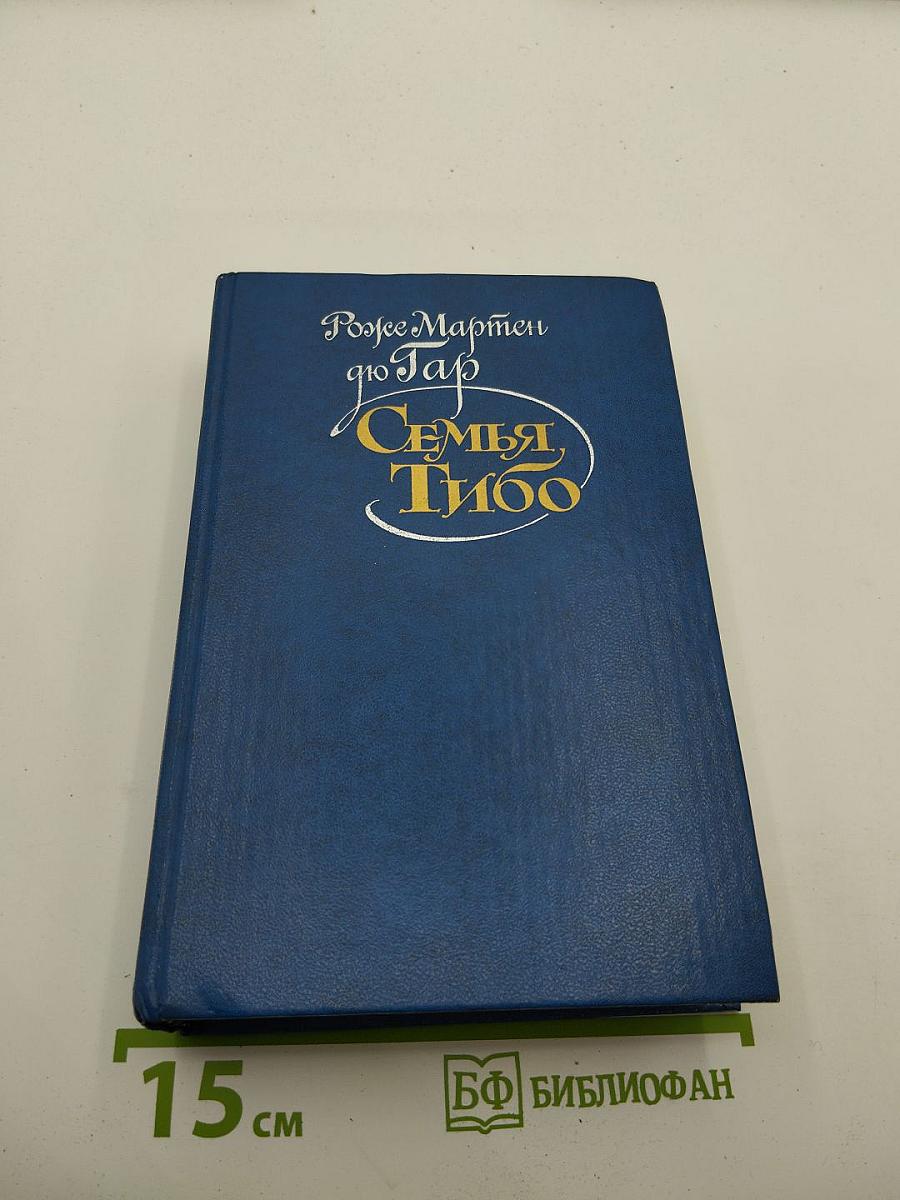 Роже Мартен
дю Гар
Семья
Тибо
15 см
БФ БИБЛИОФАН